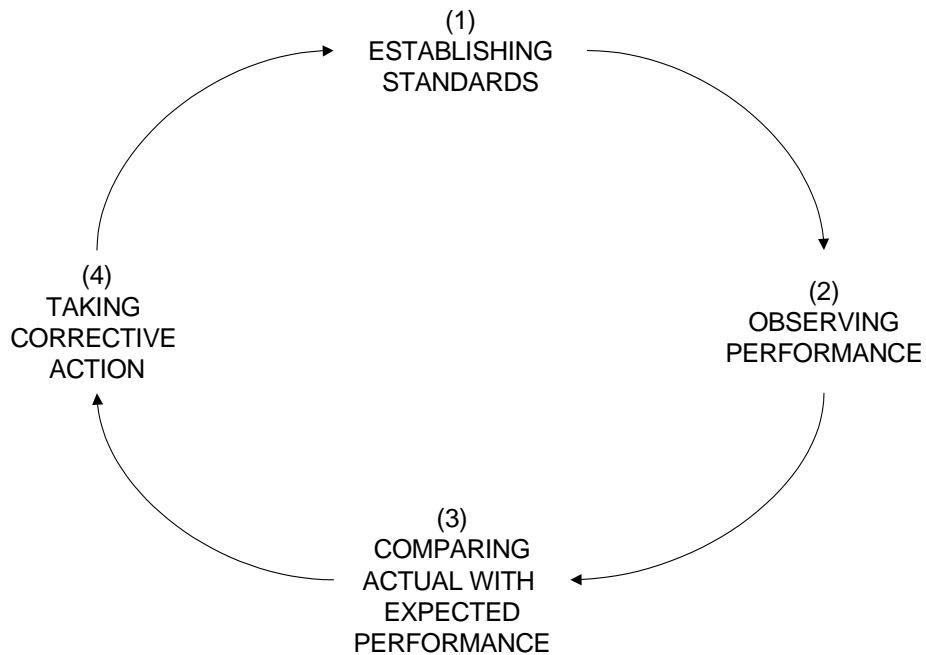 (1)
ESTABLISHING
STANDARDS
(2)
OBSERVING
PERFORMANCE
(3)
COMPARING
ACTUAL WITH
EXPECTED
PERFORMANCE
(4)
TAKING
CORRECTIVE
ACTION